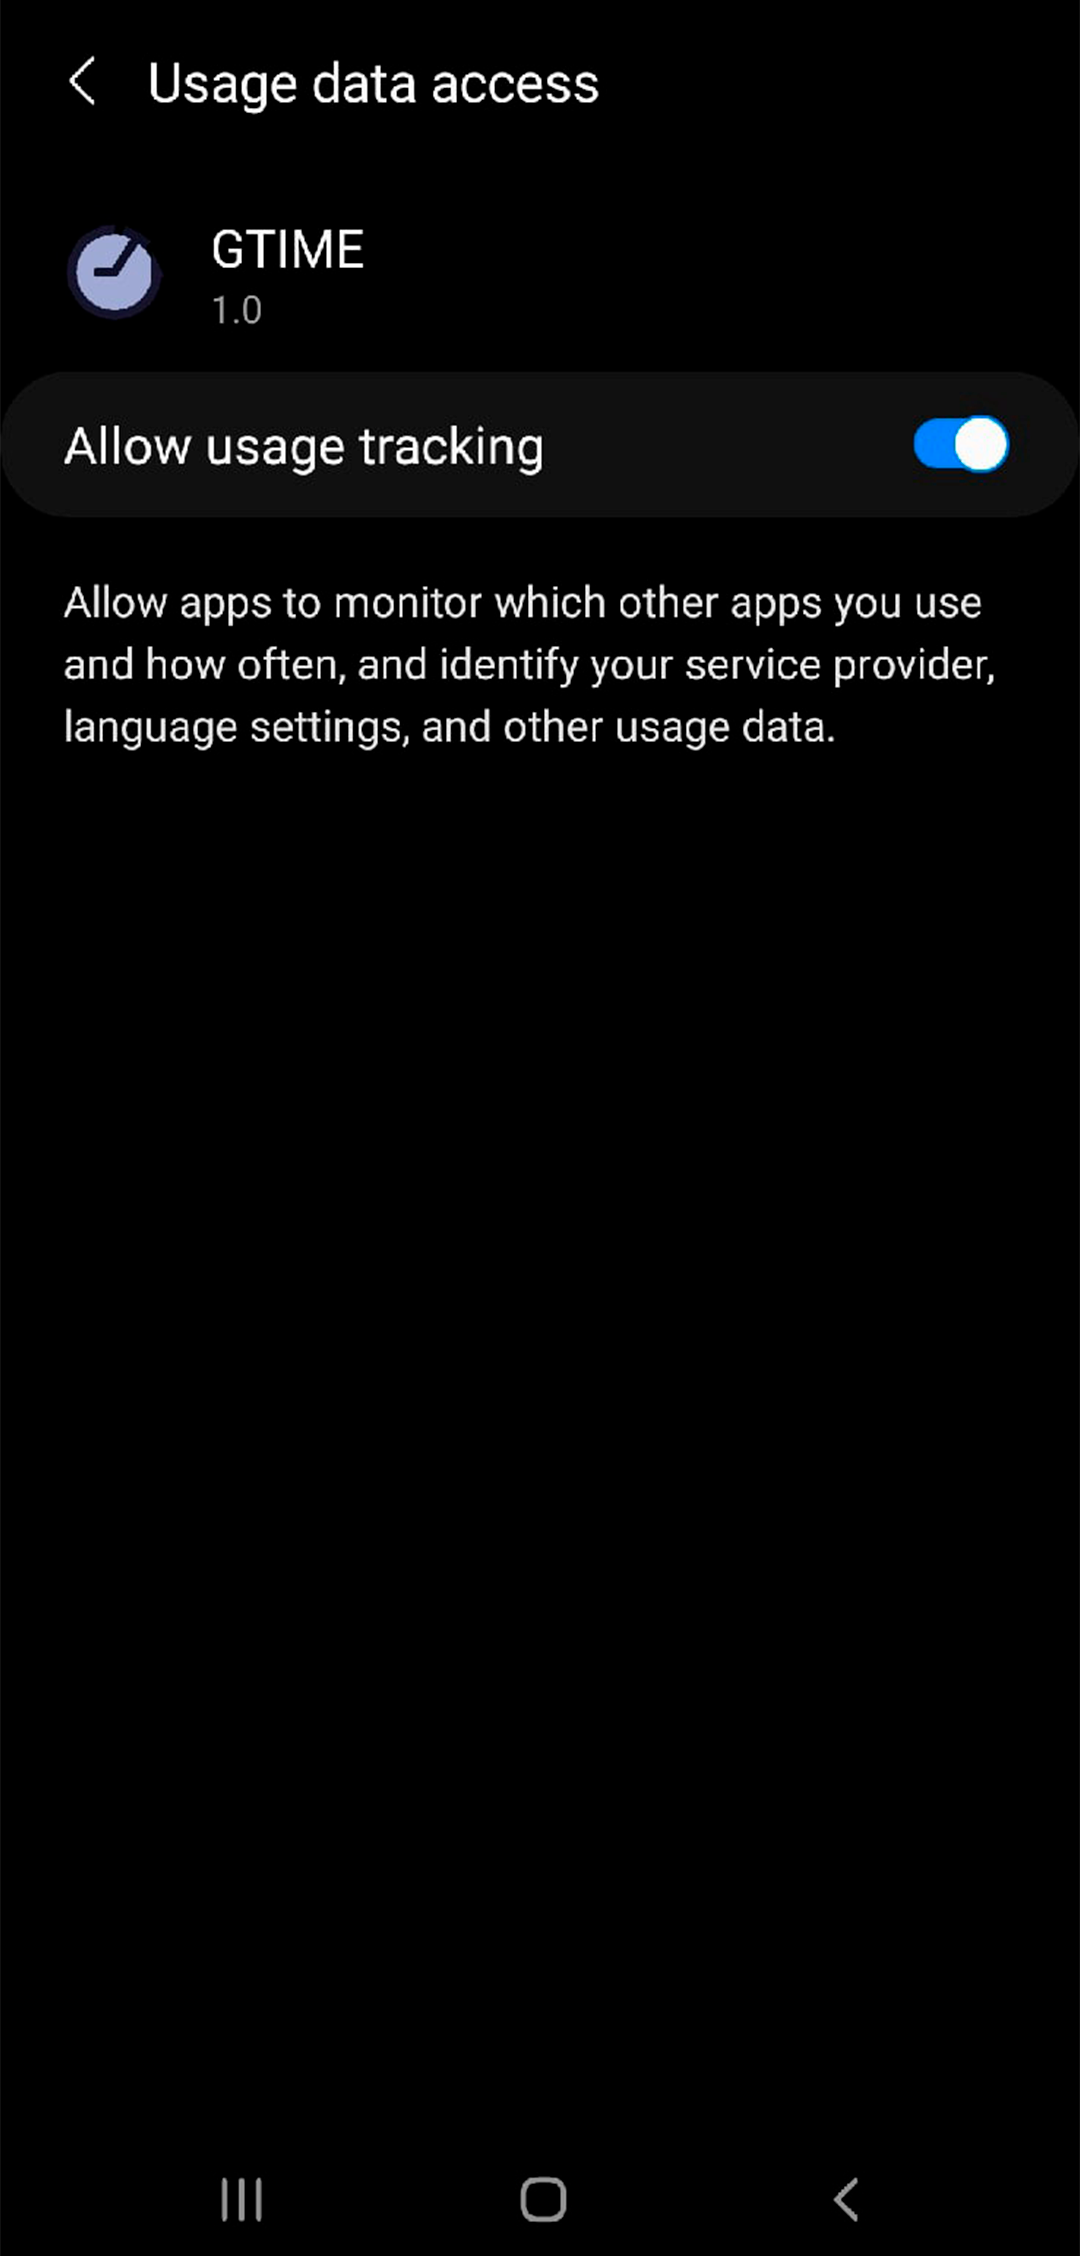 Usage data access
GTIME
1.0
Allow usage tracking
Allow apps to monitor which other apps you use
and how often, and identify your service provider,
language settings, and other usage data.